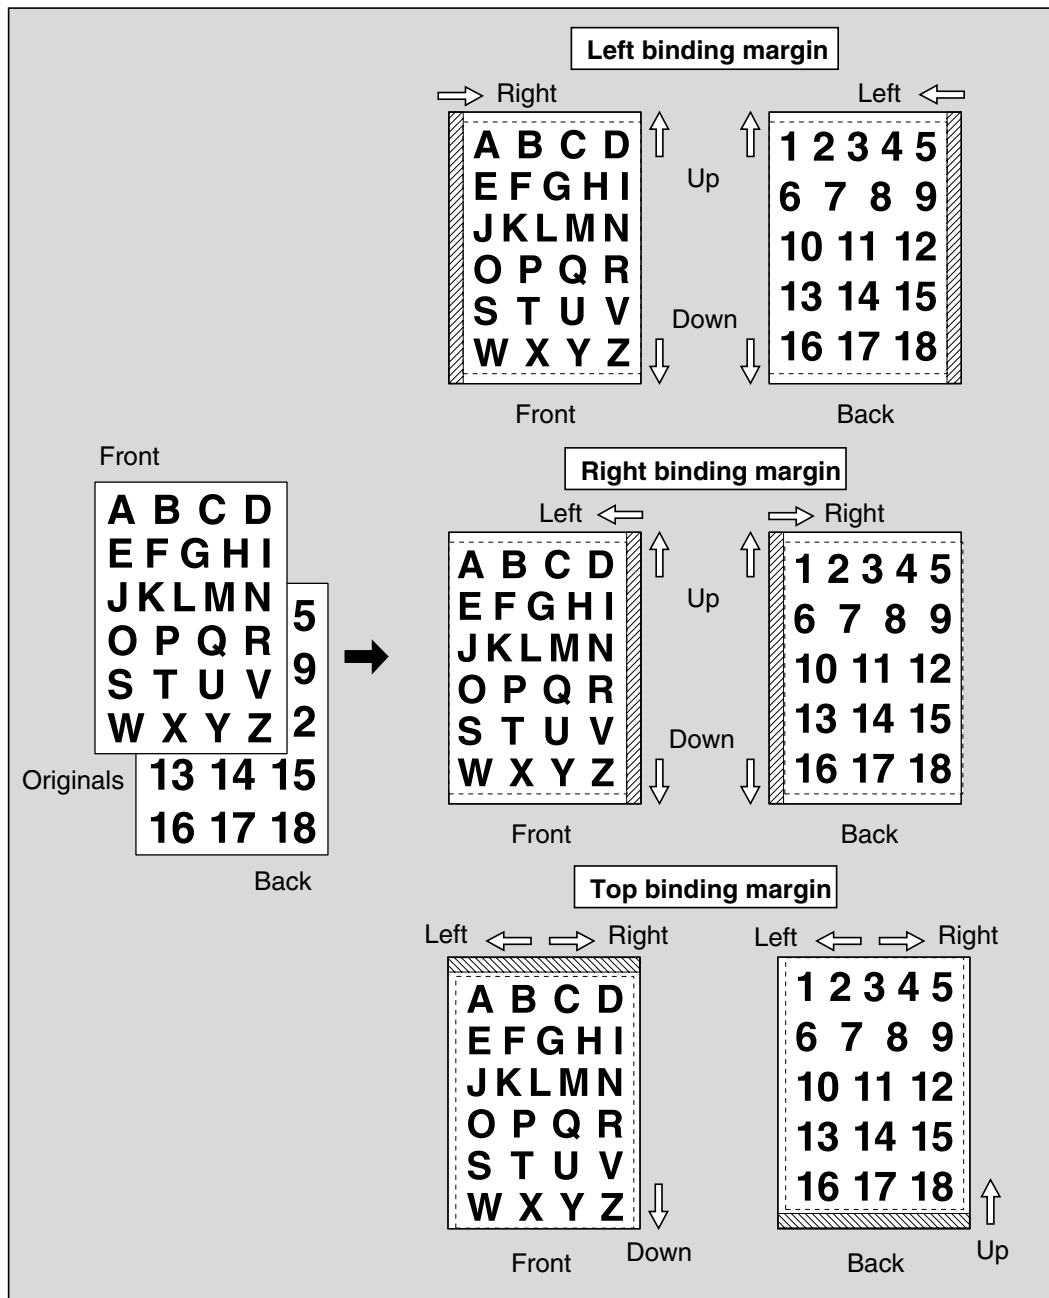 Left binding margin
Right
Left
A B C D
E F G H I
J K L M N
O P Q R
S T U V
W X Y Z
Up
Down
1 2 3 4 5
6 7 8 9
10 11 12
13 14 15
16 17 18
Front
Back
Front
A B C D
E F G H I
J K L M N
O P Q R
S T U V
W X Y Z
5
9
2
13 14 15
16 17 18
Originals
Back
Right binding margin
Left
Right
A B C D
E F G H I
J K L M N
O P Q R
S T U V
W X Y Z
Up
Down
1 2 3 4 5
6 7 8 9
10 11 12
13 14 15
16 17 18
Front
Back
Top binding margin
Left
Right
Left
Right
A B C D
E F G H I
J K L M N
O P Q R
S T U V
W X Y Z
1 2 3 4 5
6 7 8 9
10 11 12
13 14 15
16 17 18
Front
Down
Back
Up